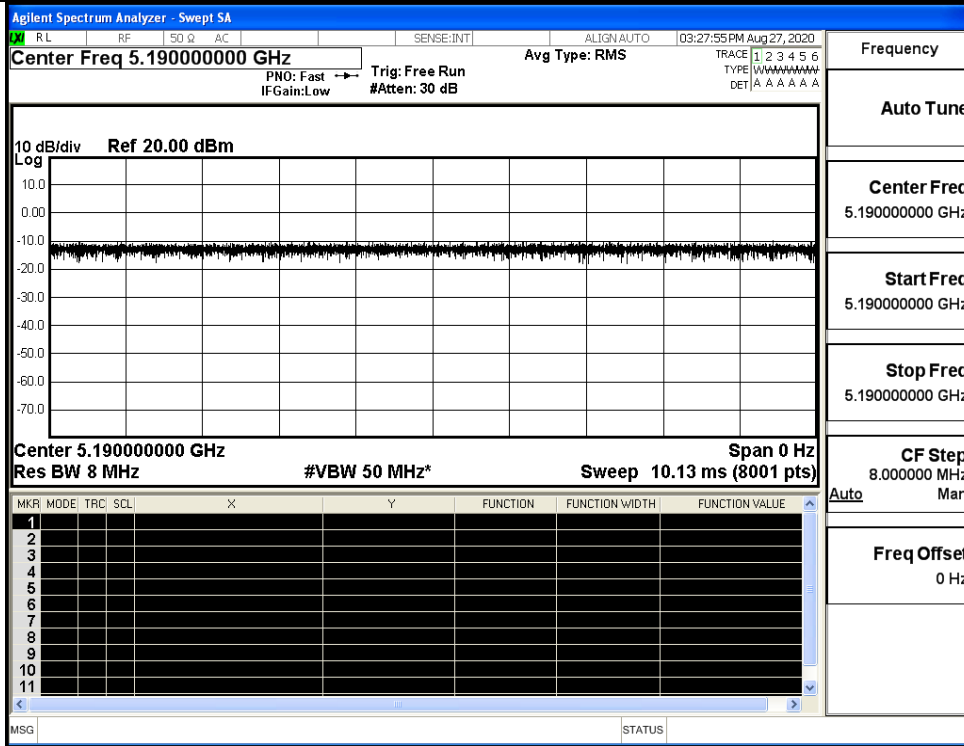 Agilent Spectrum Analyzer - Swept SA
LXI RL RF 50 Ω AC SENSE:INT ALIGN AUTO 03:27:55 PM Aug 27, 2020
Center Freq 5.190000000 GHz Avg Type: RMS TRACE 1 2 3 4 5 6
PNO: Fast Trig: Free Run TYPE WWWWWW
IFGain:Low #Atten: 30 dB DET A A A A A A
10 dB/div Ref 20.00 dBm
Log
10.0
0.00
-10.0
-20.0
-30.0
-40.0
-50.0
-60.0
-70.0
Center 5.190000000 GHz Span 0 Hz
Res BW 8 MHz #VBW 50 MHz* Sweep 10.13 ms (8001 pts)
MKR MODE TRC SCL X Y FUNCTION FUNCTION WIDTH FUNCTION VALUE
1
2
3
4
5
6
7
8
9
10
11
MSG STATUS
Frequency
Auto Tune
Center Freq
5.190000000 GHz
Start Freq
5.190000000 GHz
Stop Freq
5.190000000 GHz
CF Step
8.000000 MHz
Auto Man
Freq Offset
0 Hz